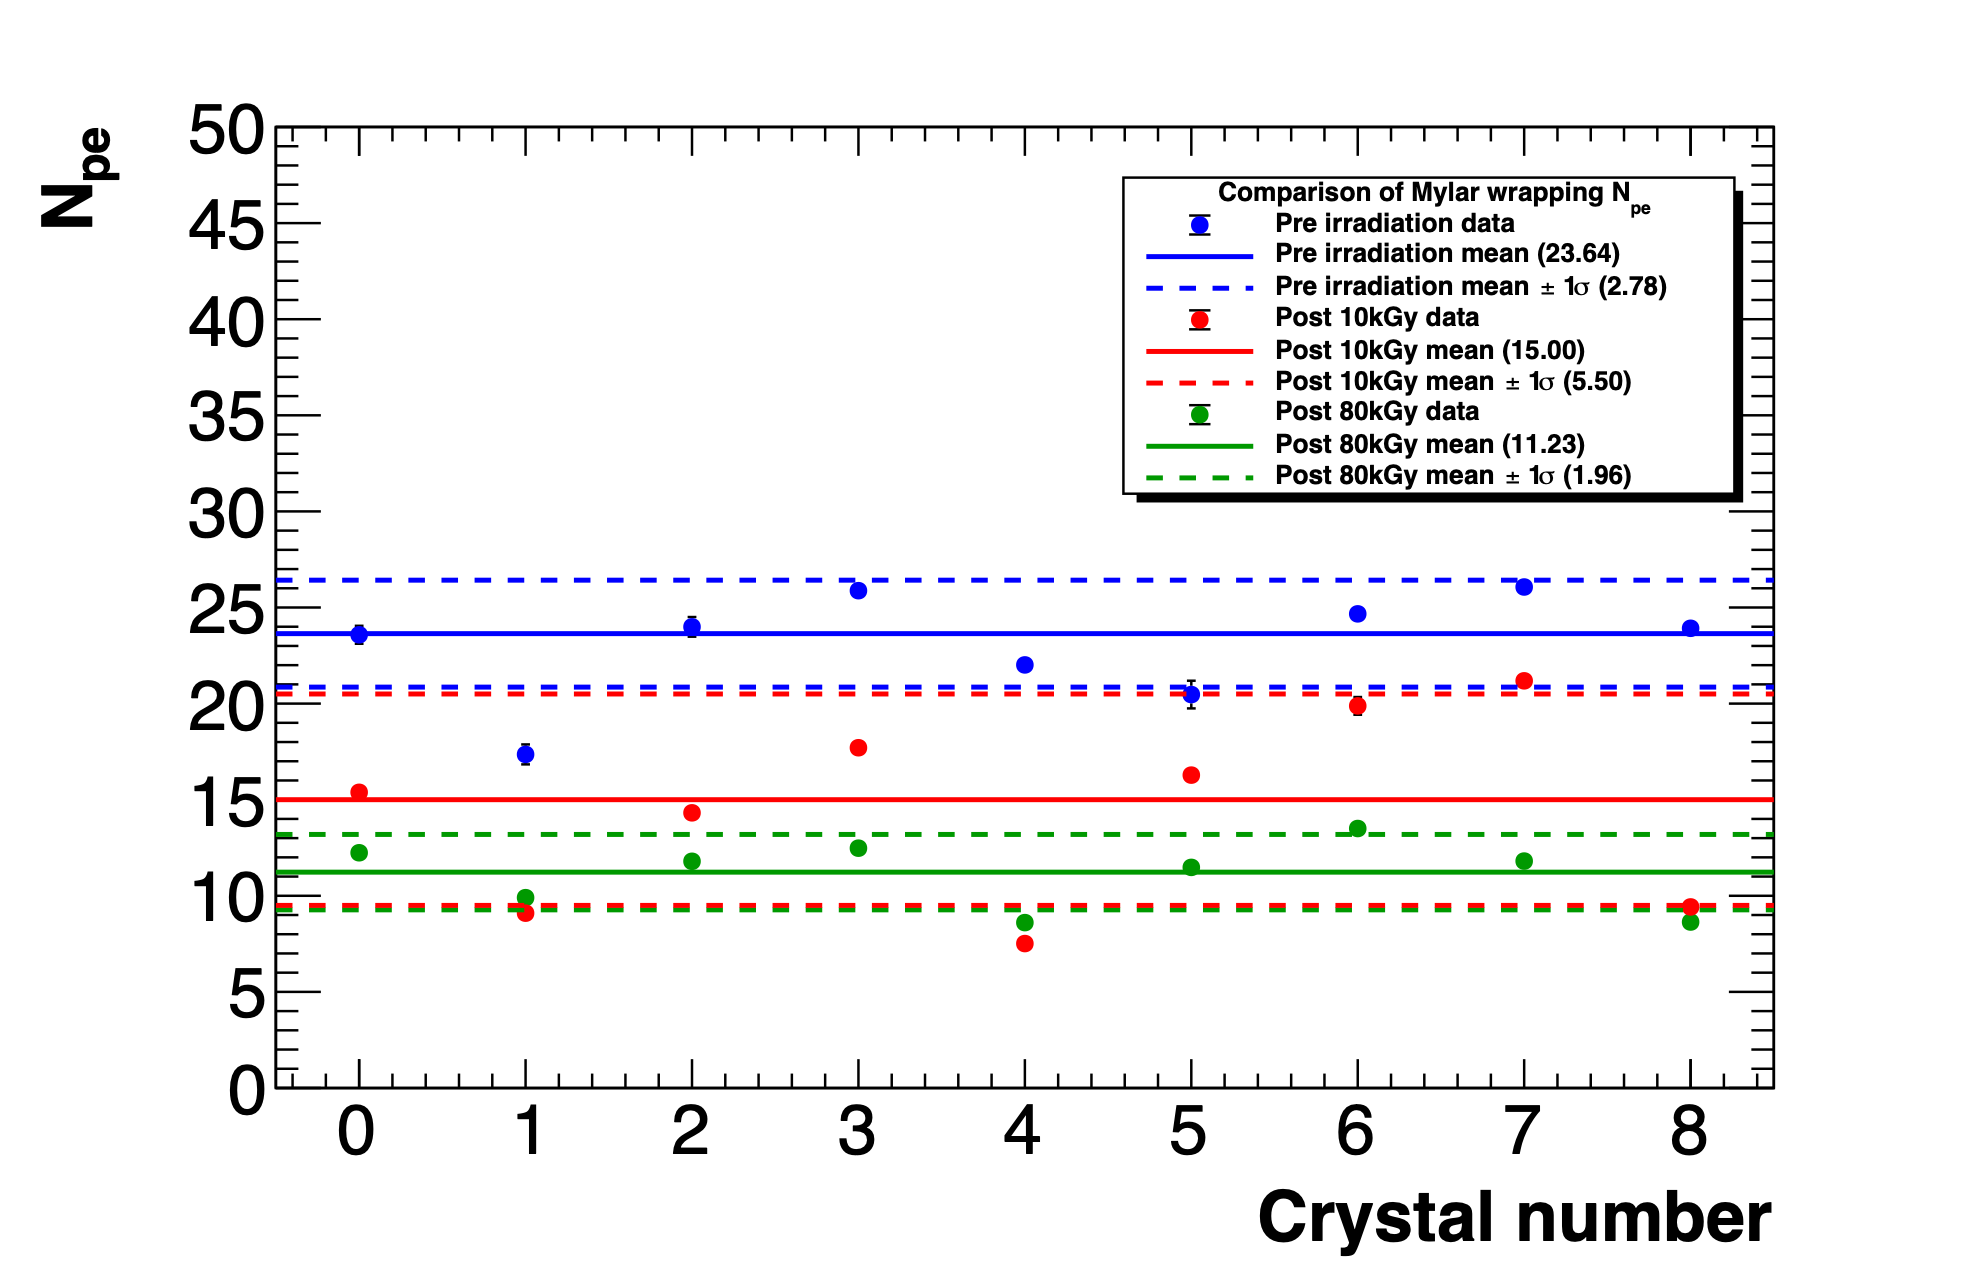 N_pe
50
45
40
35
30
25
20
15
10
5
0
Comparison of Mylar wrapping N_pe
Pre irradiation data
Pre irradiation mean (23.64)
Pre irradiation mean ± 1σ (2.78)
Post 10kGy data
Post 10kGy mean (15.00)
Post 10kGy mean ± 1σ (5.50)
Post 80kGy data
Post 80kGy mean (11.23)
Post 80kGy mean ± 1σ (1.96)
0 1 2 3 4 5 6 7 8
Crystal number